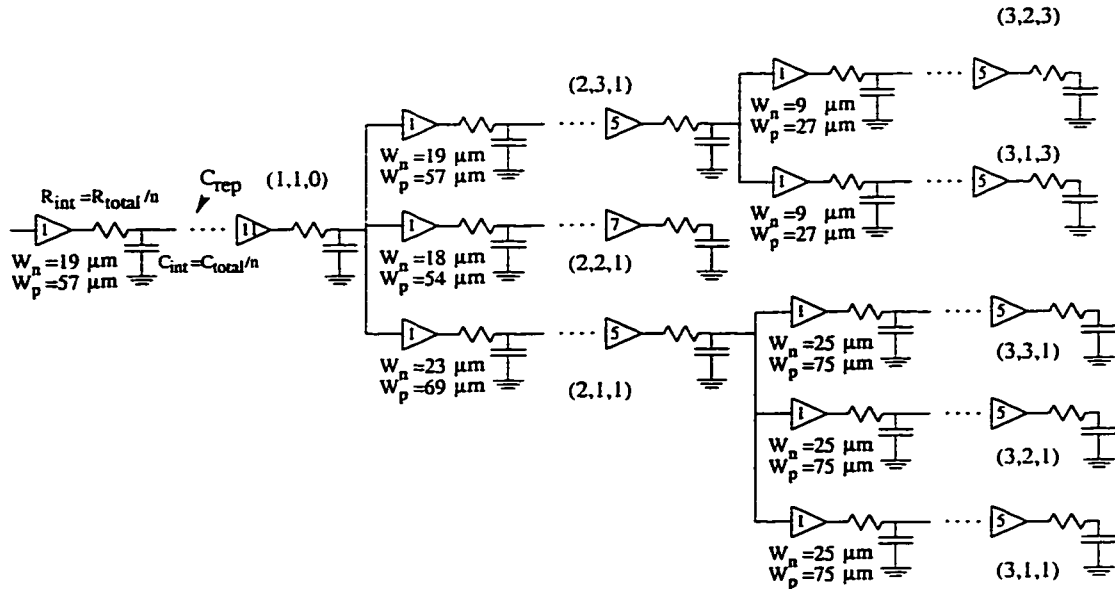 (3,2,3)
1
5
(2,3,1)
W_n=9 µm
W_p=27 µm
1
5
W_n=19 µm
W_p=57 µm
1
5
(3,1,3)
W_n=9 µm
W_p=27 µm
C_rep
(1,1,0)
R_int=R_total/n
1
11
1
7
W_n=19 µm
W_p=57 µm
C_int=C_total/n
W_n=18 µm
W_p=54 µm
(2,2,1)
1
5
1
5
W_n=23 µm
W_p=69 µm
(2,1,1)
W_n=25 µm
W_p=75 µm
(3,3,1)
1
5
W_n=25 µm
W_p=75 µm
(3,2,1)
1
5
W_n=25 µm
W_p=75 µm
(3,1,1)